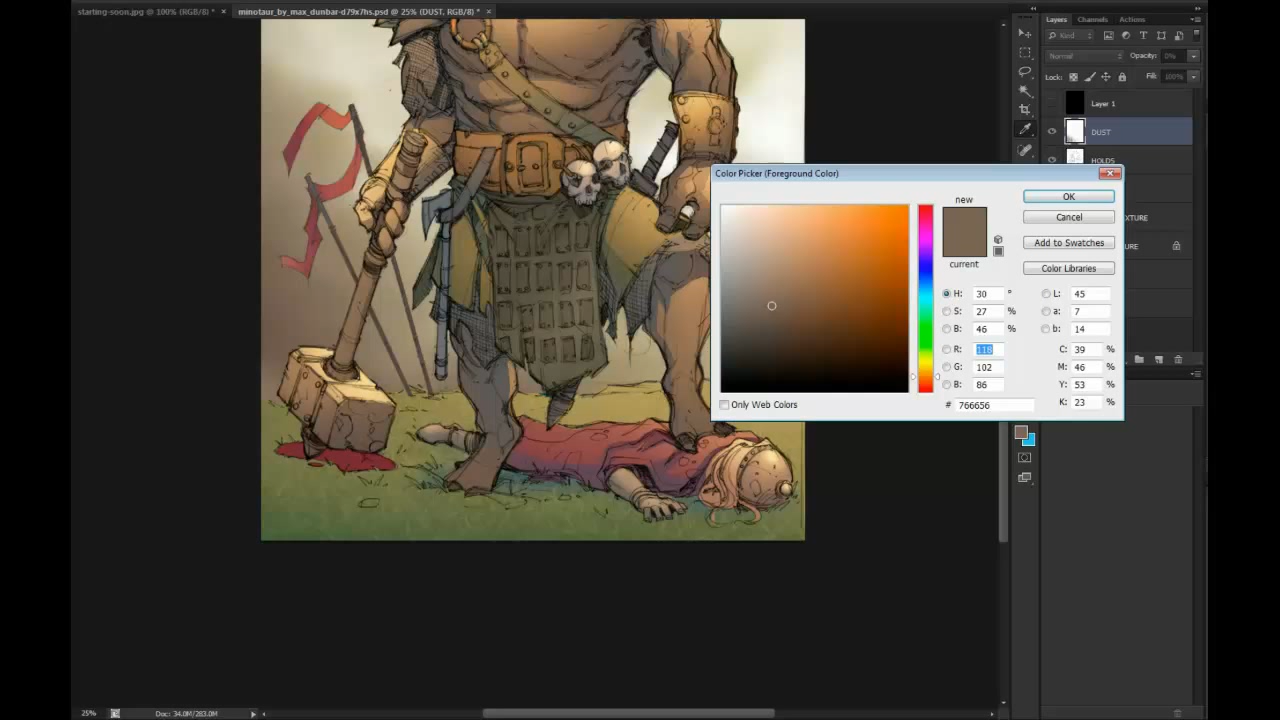 starting-soon.jpg @ 100% (RGB/8) * ×
minotaur_by_max_dunbar-d79x7hs.psd @ 25% (DUST, RGB/8) * ×
Layers Channels Actions
Kind
Normal Opacity: 0%
Lock: Fill: 100%
Layer 1
DUST
HOLDS
Color Picker (Foreground Color)
new
current
OK
Cancel
Add to Swatches
Color Libraries
H: 30 °
S: 27 %
B: 46 %
R: 118
G: 102
B: 86
# 766656
L: 45
a: 7
b: 14
C: 39 %
M: 46 %
Y: 53 %
K: 23 %
Only Web Colors
25% Doc: 34.0M/283.0M